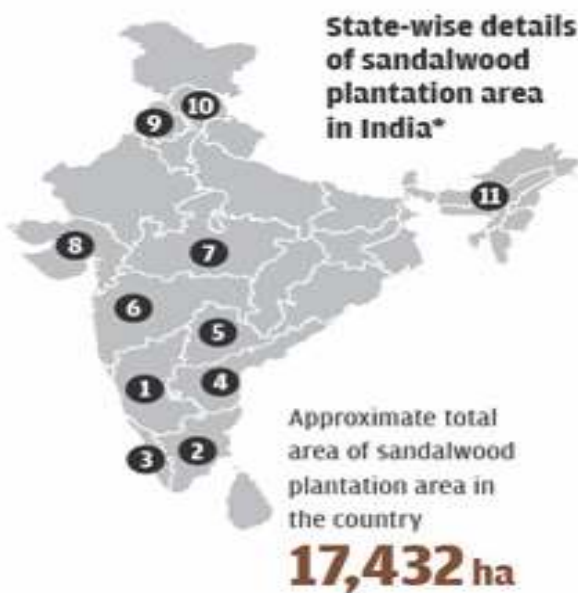 State-wise details
of sandalwood
plantation area
in India*
10
9
11
8
7
6
5
1
4
3
2
Approximate total
area of sandalwood
plantation area in
the country
17,432 ha